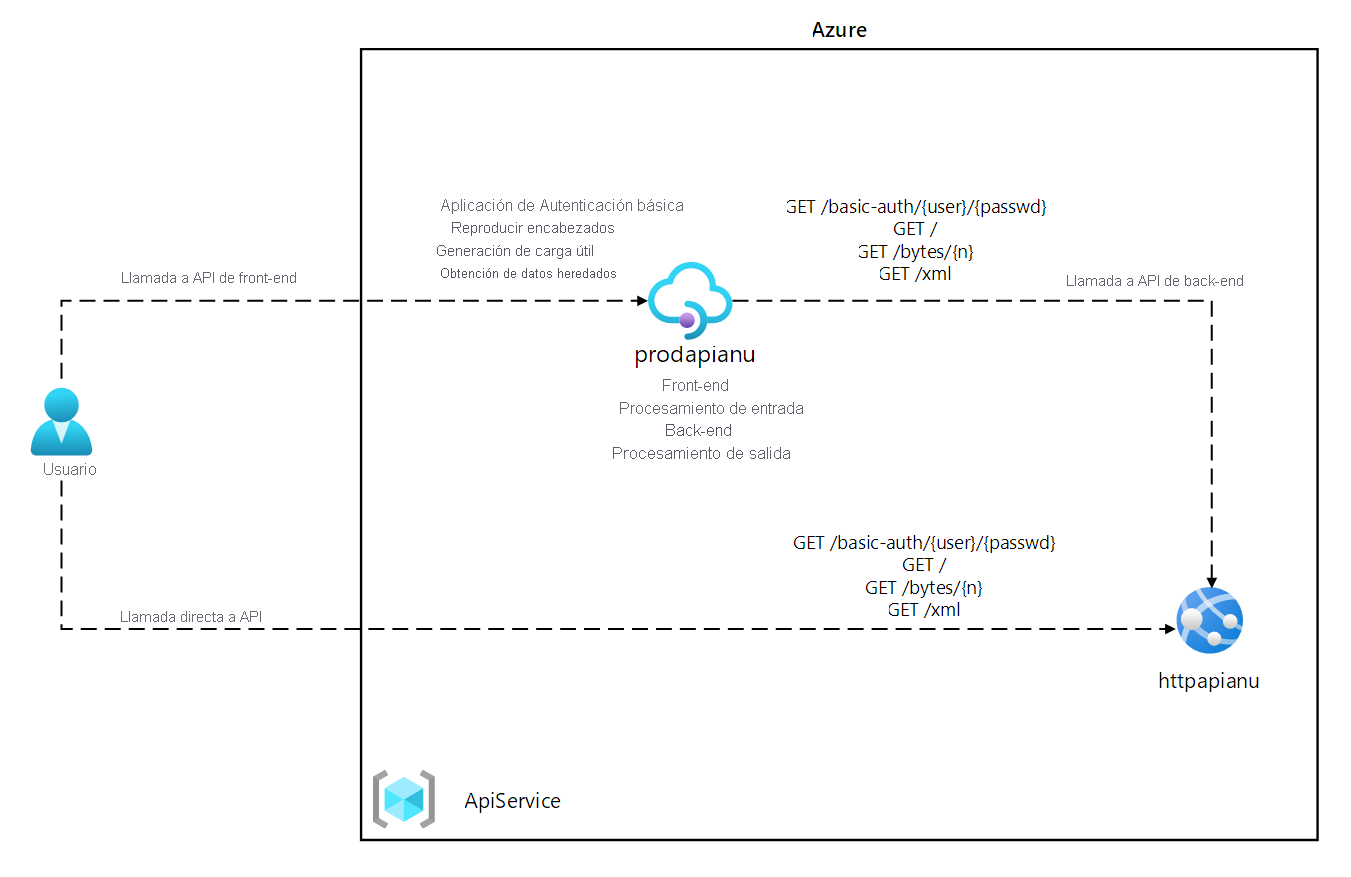 Azure
Aplicación de Autenticación básica
Reproducir encabezados
Generación de carga útil
Obtención de datos heredados
GET /basic-auth/{user}/{passwd}
GET /
GET /bytes/{n}
GET /xml
Llamada a API de front-end
Llamada a API de back-end
prodapianu
Front-end
Procesamiento de entrada
Back-end
Procesamiento de salida
Usuario
GET /basic-auth/{user}/{passwd}
GET /
GET /bytes/{n}
GET /xml
Llamada directa a API
httpapianu
ApiService